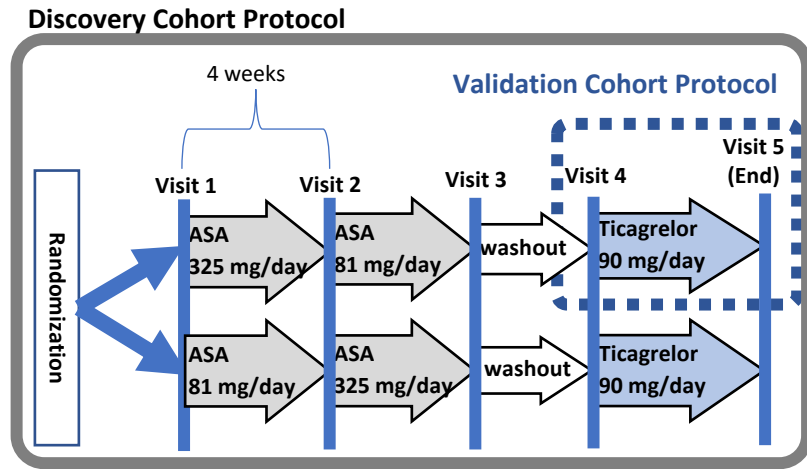 Discovery Cohort Protocol
4 weeks
Validation Cohort Protocol
Randomization
Visit 1
Visit 2
Visit 3
Visit 4
Visit 5
(End)
ASA
325 mg/day
ASA
81 mg/day
washout
Ticagrelor
90 mg/day
ASA
81 mg/day
ASA
325 mg/day
washout
Ticagrelor
90 mg/day